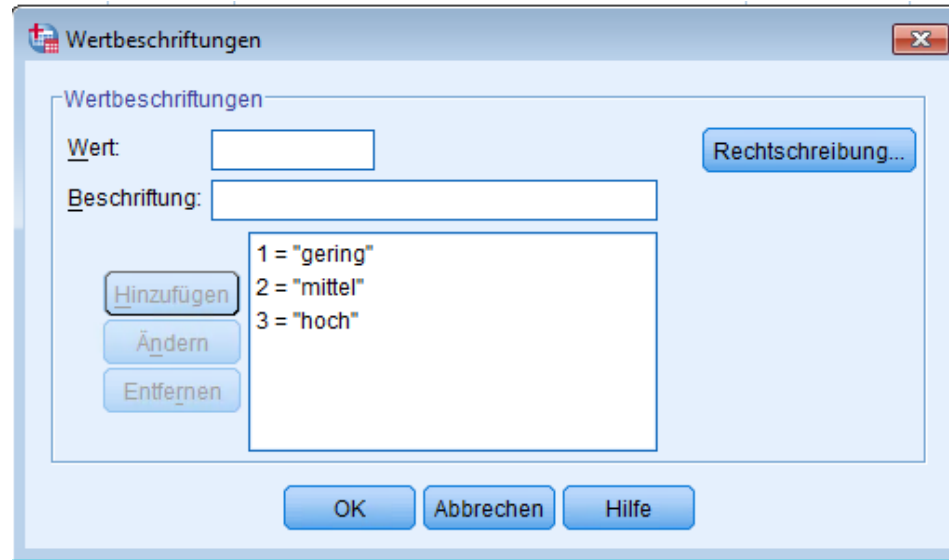 Wertbeschriftungen
Wertbeschriftungen
Wert:
Rechtschreibung...
Beschriftung:
1 = "gering"
2 = "mittel"
3 = "hoch"
Hinzufügen
Ändern
Entfernen
OK Abbrechen Hilfe